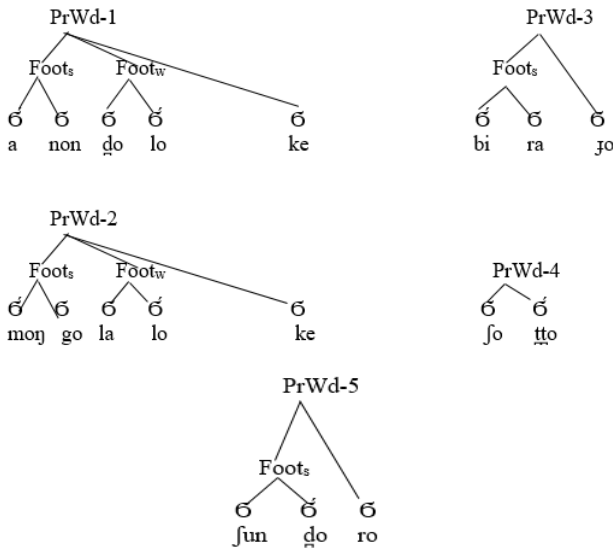 PrWd-1 PrWd-3
Foots Footw Foots
σ σ σ σ́ σ σ́ σ σ
a non d̪o lo ke bi ra ɟo
PrWd-2
Foots Footw PrWd-4
σ σ σ σ́ σ σ σ́
moŋ go la lo ke ʃo t̪t̪o
PrWd-5
Foots
σ σ́ σ
ʃun d̪o ro